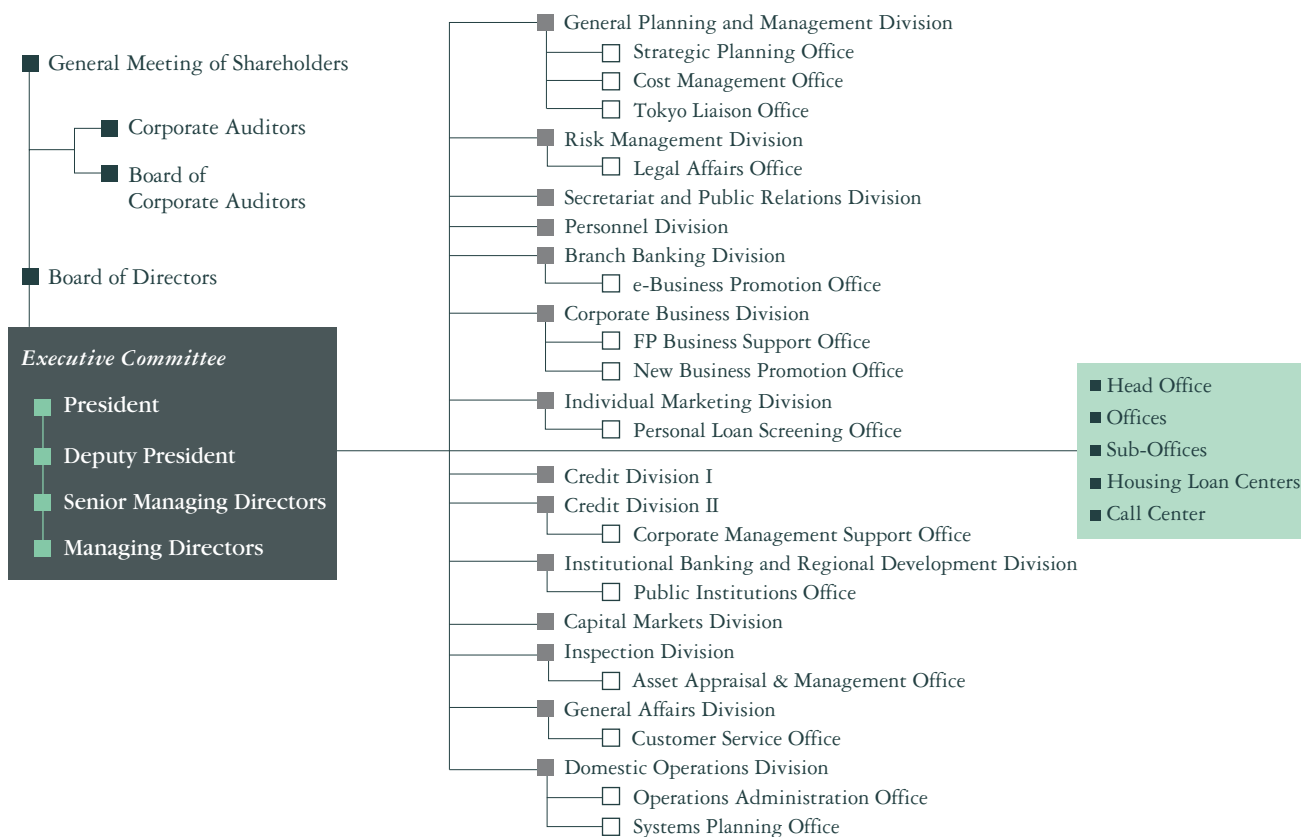 General Meeting of Shareholders
Corporate Auditors
Board of
Corporate Auditors
Board of Directors
Executive Committee
President
Deputy President
Senior Managing Directors
Managing Directors
General Planning and Management Division
Strategic Planning Office
Cost Management Office
Tokyo Liaison Office
Risk Management Division
Legal Affairs Office
Secretariat and Public Relations Division
Personnel Division
Branch Banking Division
e-Business Promotion Office
Corporate Business Division
FP Business Support Office
New Business Promotion Office
Individual Marketing Division
Personal Loan Screening Office
Credit Division I
Credit Division II
Corporate Management Support Office
Institutional Banking and Regional Development Division
Public Institutions Office
Capital Markets Division
Inspection Division
Asset Appraisal & Management Office
General Affairs Division
Customer Service Office
Domestic Operations Division
Operations Administration Office
Systems Planning Office
Head Office
Offices
Sub-Offices
Housing Loan Centers
Call Center